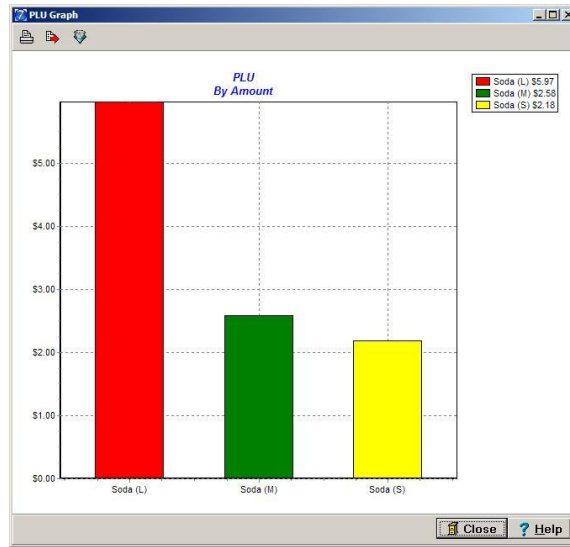 PLU Graph
PLU
By Amount
Soda (L) $5.97
Soda (M) $2.58
Soda (S) $2.18
$5.00
$4.00
$3.00
$2.00
$1.00
$0.00
Soda (L)
Soda (M)
Soda (S)
Close
? Help